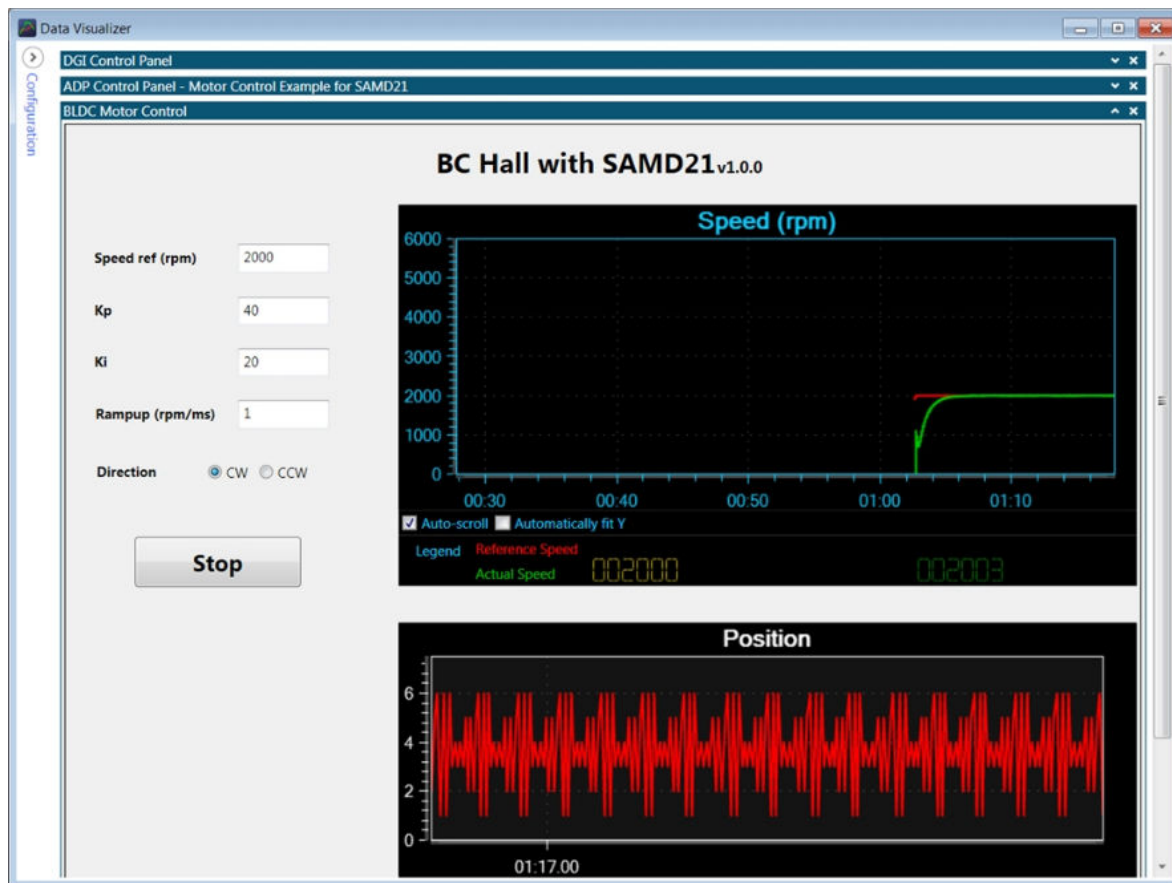 Data Visualizer
Configuration
DGI Control Panel
ADP Control Panel - Motor Control Example for SAMD21
BLDC Motor Control
BC Hall with SAMD21v1.0.0
Speed ref (rpm) 2000
Kp 40
Ki 20
Rampup (rpm/ms) 1
Direction CW CCW
Stop
Speed (rpm)
6000
5000
4000
3000
2000
1000
0
00:30 00:40 00:50 01:00 01:10
Auto-scroll Automatically fit Y
Legend Reference Speed
Actual Speed 002000 002003
Position
6
4
2
0
01:17.00